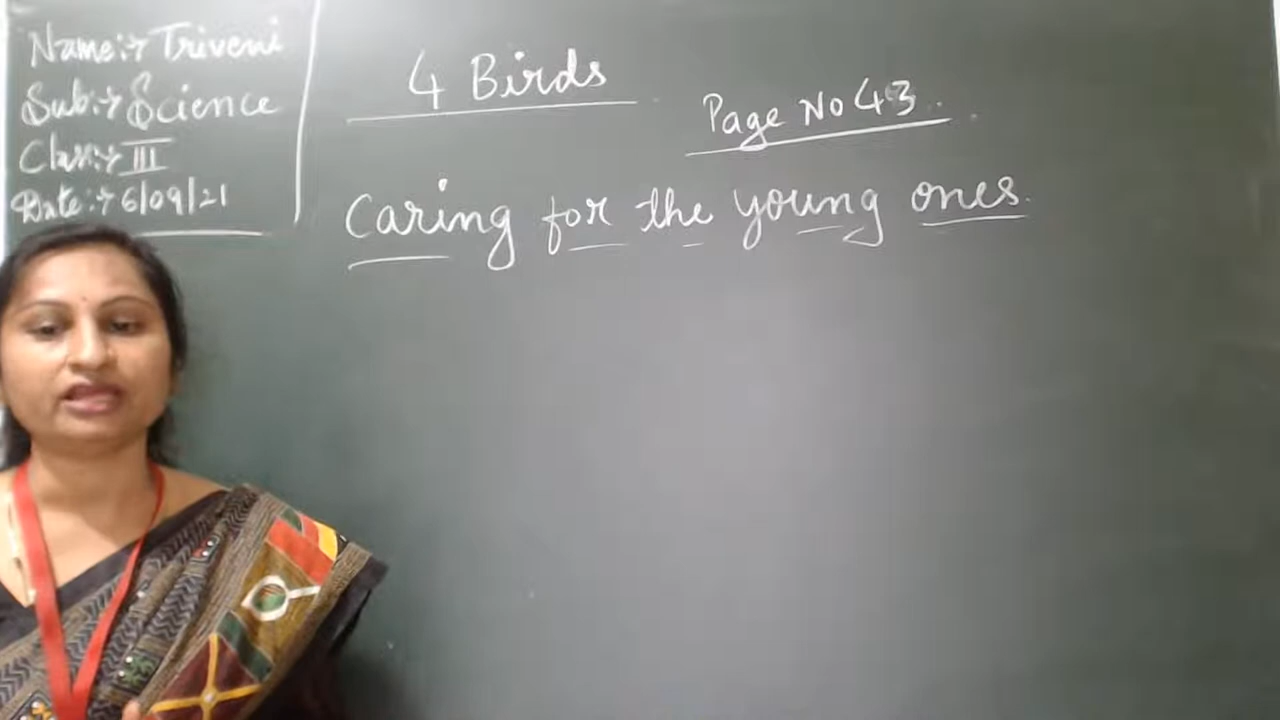 Name:→ Triveni
Sub:→ Science
Class:→ III
Date:→ 6/09/21
4 Birds
Page No 43
Caring for the young ones.